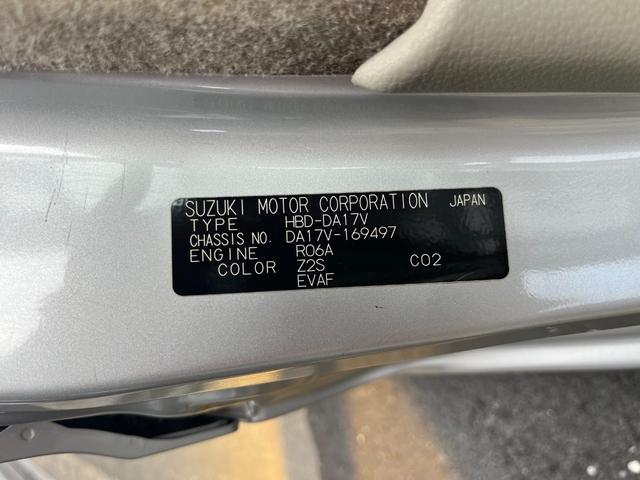 SUZUKI MOTOR CORPORATION JAPAN
TYPE HBD-DA17V
CHASSIS NO. DA17V-169497
ENGINE R06A
COLOR Z2S C02
EVAF